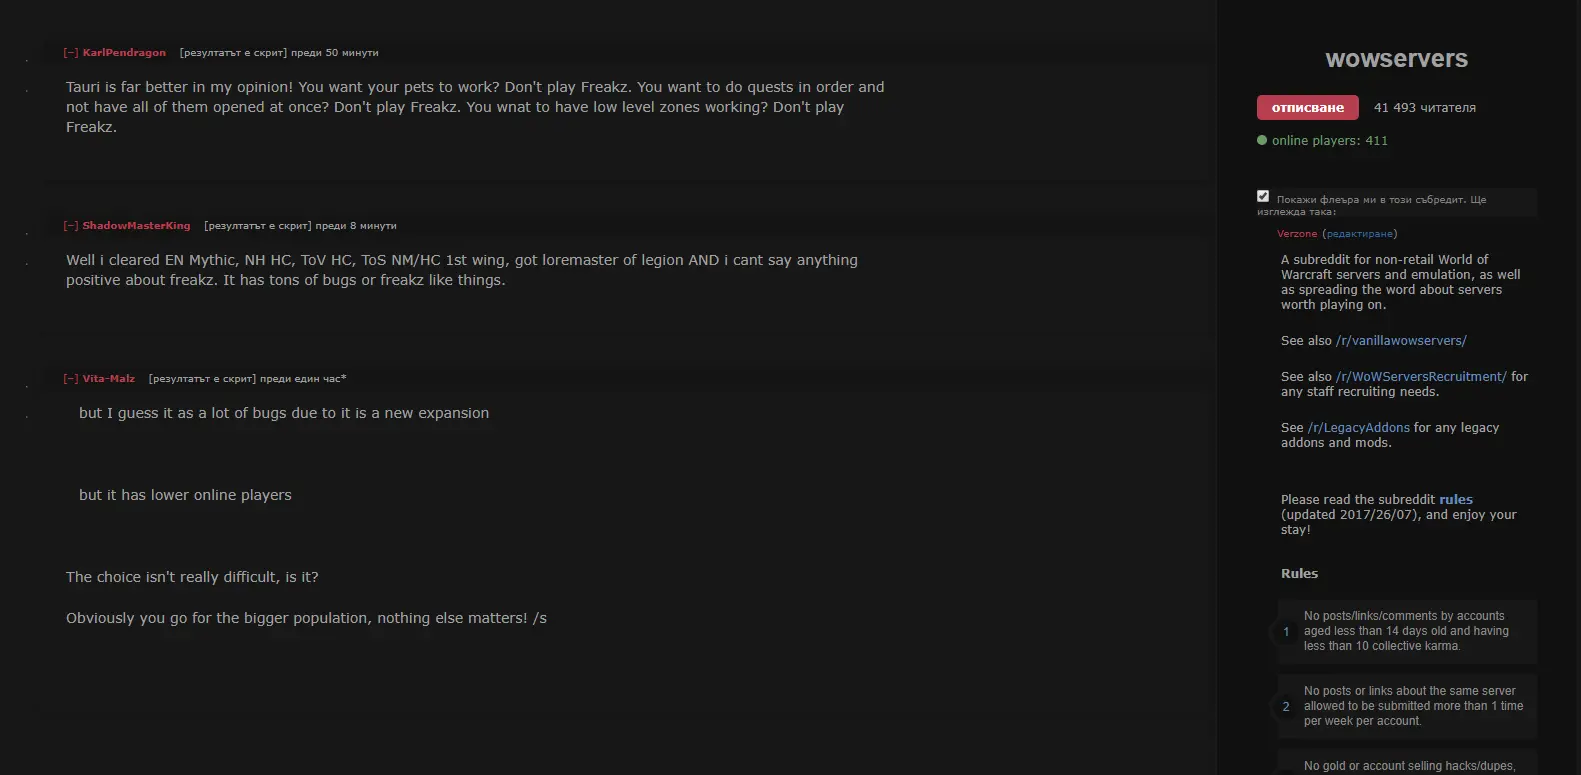 [–] KarlPendragon [резултатът е скрит] преди 50 минути
Tauri is far better in my opinion! You want your pets to work? Don't play Freakz. You want to do quests in order and
not have all of them opened at once? Don't play Freakz. You wnat to have low level zones working? Don't play
Freakz.
[–] ShadowMasterKing [резултатът е скрит] преди 8 минути
Well i cleared EN Mythic, NH HC, ToV HC, ToS NM/HC 1st wing, got loremaster of legion AND i cant say anything
positive about freakz. It has tons of bugs or freakz like things.
[–] Vita-Malz [резултатът е скрит] преди един час*
but I guess it as a lot of bugs due to it is a new expansion
but it has lower online players
The choice isn't really difficult, is it?
Obviously you go for the bigger population, nothing else matters! /s
wowservers
отписване 41 493 читателя
online players: 411
Покажи флеъра ми в този събредит. Ще
изглежда така:
Verzone (редактиране)
A subreddit for non-retail World of
Warcraft servers and emulation, as well
as spreading the word about servers
worth playing on.
See also /r/vanillawowservers/
See also /r/WoWServersRecruitment/ for
any staff recruiting needs.
See /r/LegacyAddons for any legacy
addons and mods.
Please read the subreddit rules
(updated 2017/26/07), and enjoy your
stay!
Rules
1 No posts/links/comments by accounts
aged less than 14 days old and having
less than 10 collective karma.
2 No posts or links about the same server
allowed to be submitted more than 1 time
per week per account.
No gold or account selling hacks/dupes,